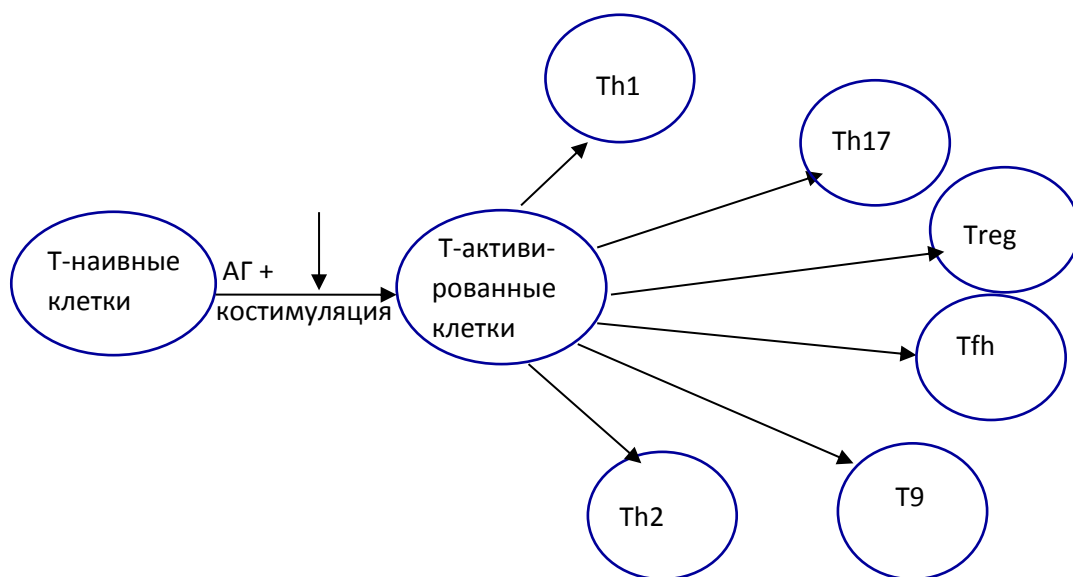 Th1
Th17
Treg
Т-наивные
клетки
АГ +
костимуляция
Т-активи-
рованные
клетки
Tfh
Th2
T9